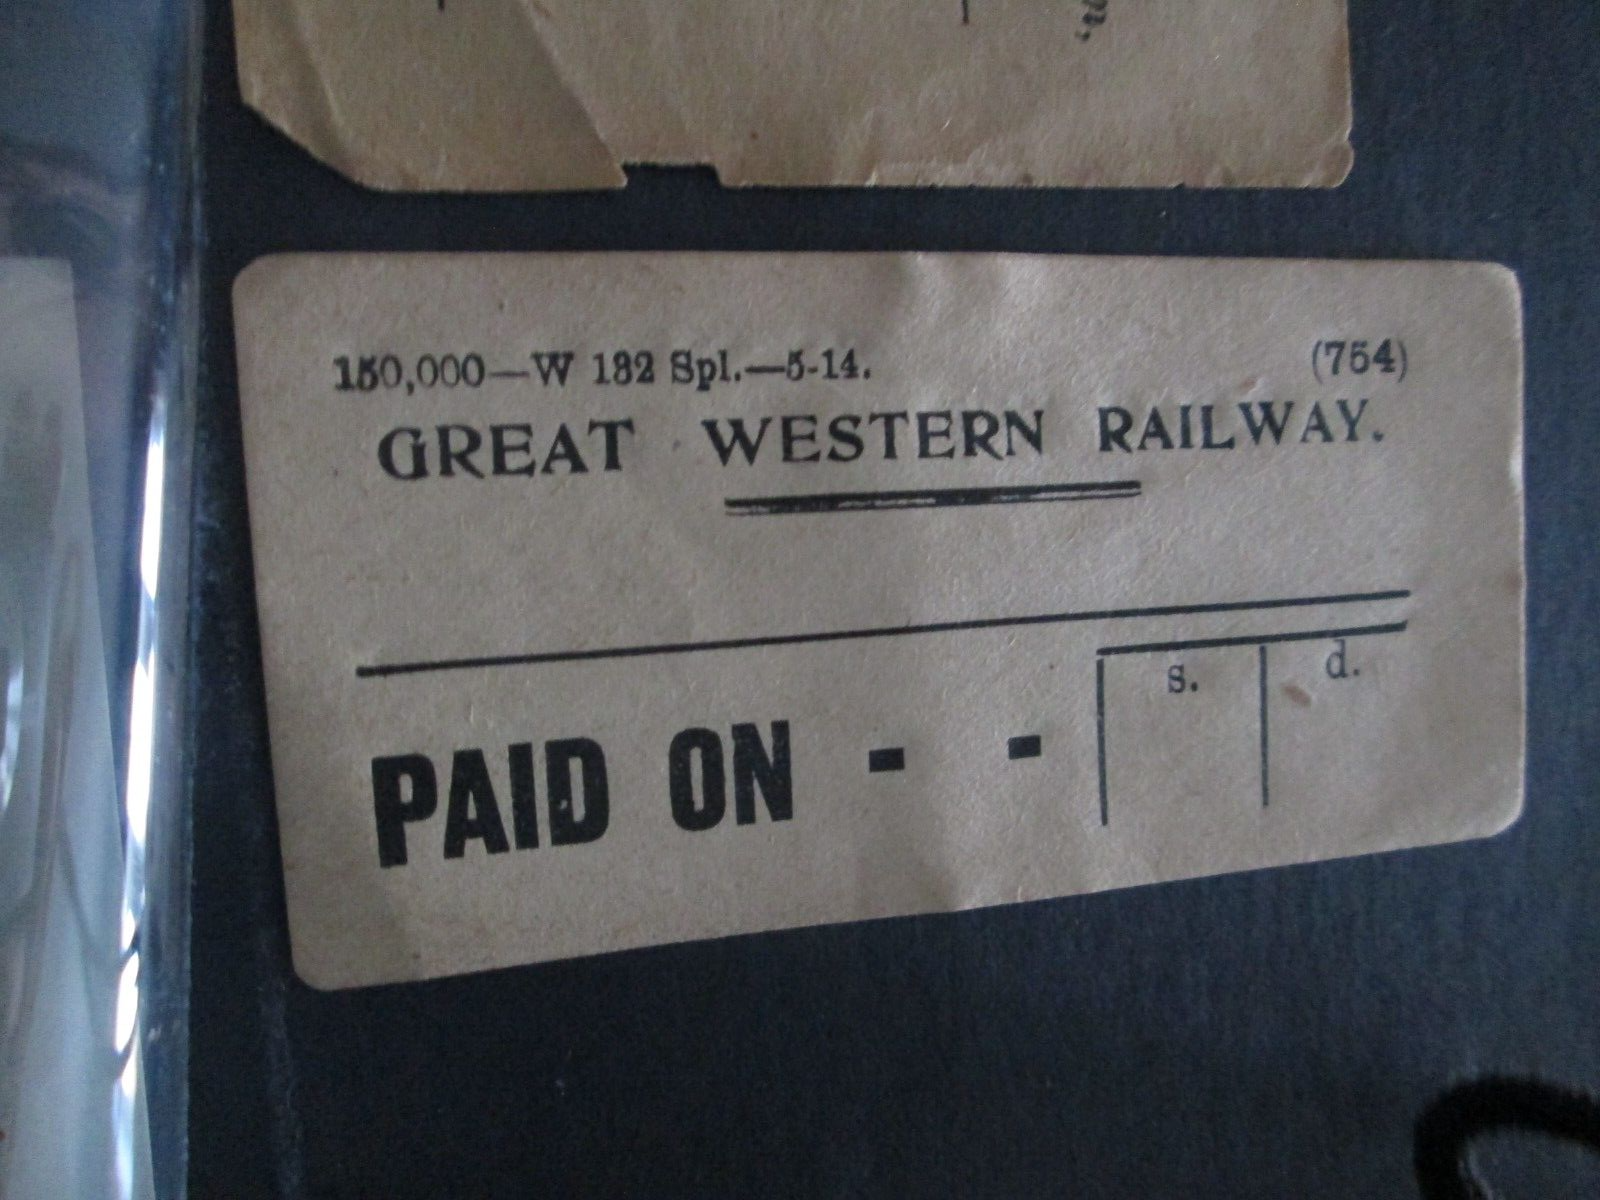 150,000—W 132 Spl.—5-14. (754)
GREAT WESTERN RAILWAY.
s. d.
PAID ON - -